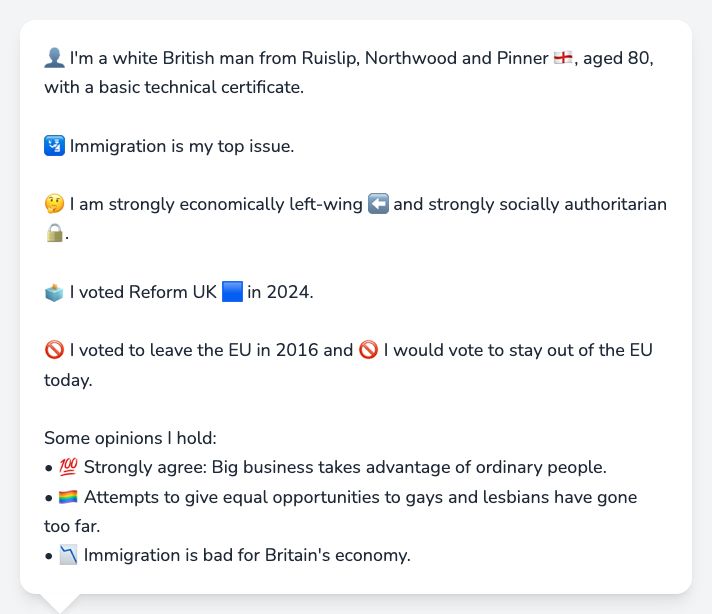 👤 I'm a white British man from Ruislip, Northwood and Pinner 🏴󠁧󠁢󠁥󠁮󠁧󠁿, aged 80,
with a basic technical certificate.
🛂 Immigration is my top issue.
🤔 I am strongly economically left-wing ⬅️ and strongly socially authoritarian
🔒.
🗳️ I voted Reform UK 🟦 in 2024.
🚫 I voted to leave the EU in 2016 and 🚫 I would vote to stay out of the EU
today.
Some opinions I hold:
• 💯 Strongly agree: Big business takes advantage of ordinary people.
• 🏳️‍🌈 Attempts to give equal opportunities to gays and lesbians have gone
too far.
• 📉 Immigration is bad for Britain's economy.